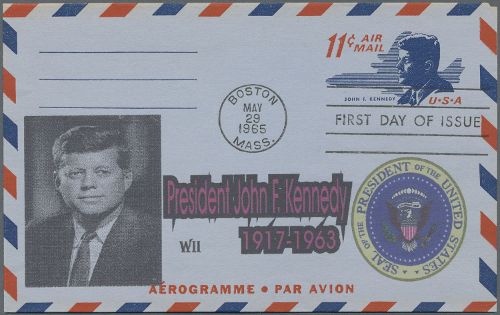 11¢ AIR
MAIL
JOHN F. KENNEDY
U·S·A
BOSTON
MAY
29
1965
MASS.
FIRST DAY OF ISSUE
President John F. Kennedy
1917-1963
SEAL OF THE PRESIDENT OF THE UNITED STATES
AÉROGRAMME • PAR AVION